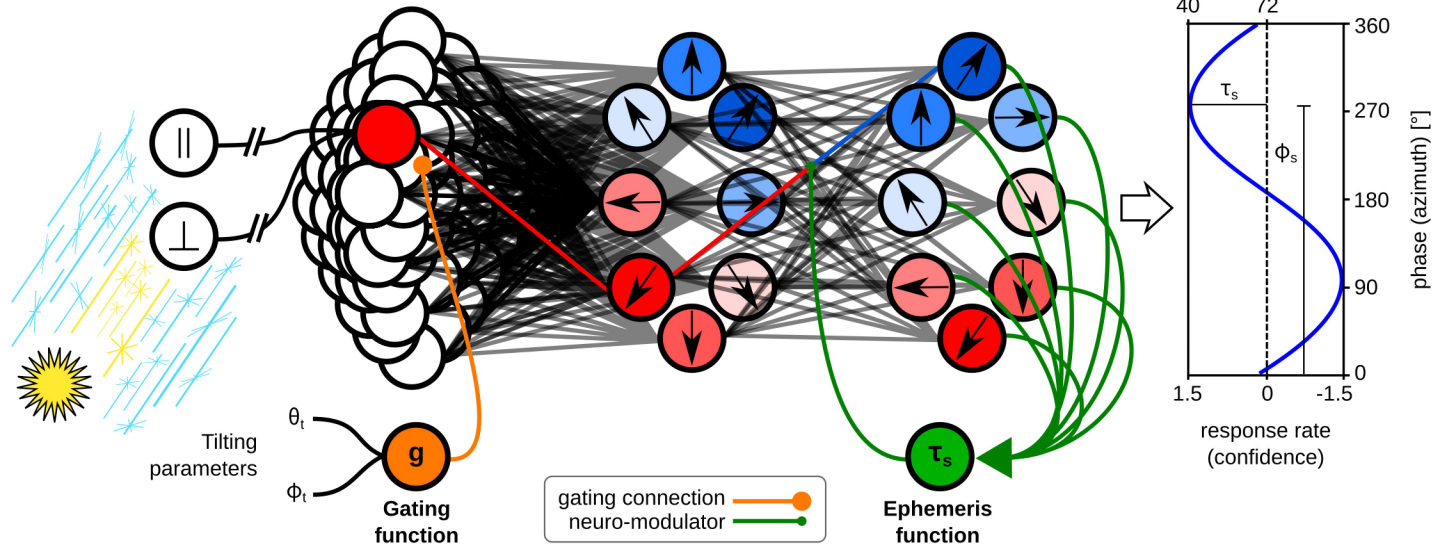 40 72
360
τs
270
ϕs
180
90
0
1.5 0 -1.5
phase (azimuth) [°]
response rate
(confidence)
||
⊥
θt
Tilting
parameters
ϕt
g
Gating
function
gating connection
neuro-modulator
τs
Ephemeris
function